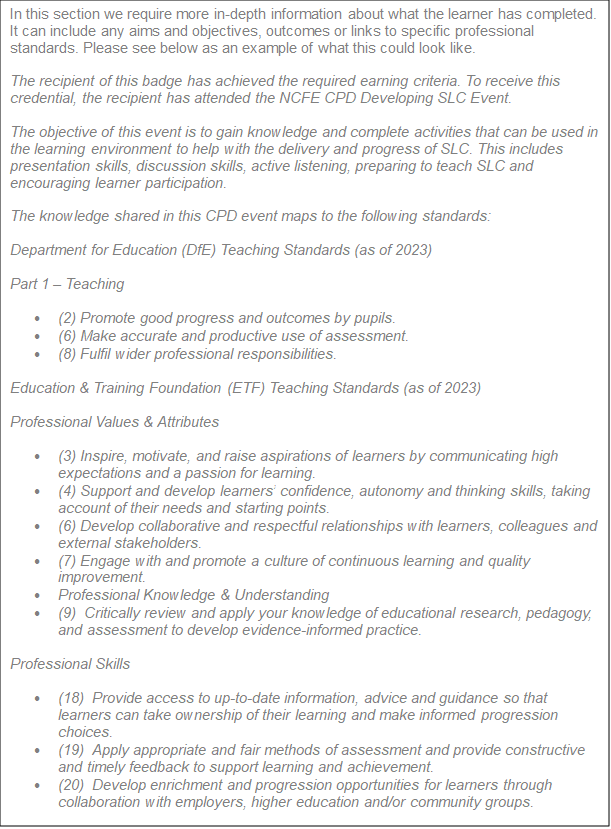 In this section we require more in-depth information about what the learner has completed.
It can include any aims and objectives, outcomes or links to specific professional
standards. Please see below as an example of what this could look like.
The recipient of this badge has achieved the required earning criteria. To receive this
credential, the recipient has attended the NCFE CPD Developing SLC Event.
The objective of this event is to gain knowledge and complete activities that can be used in
the learning environment to help with the delivery and progress of SLC. This includes
presentation skills, discussion skills, active listening, preparing to teach SLC and
encouraging learner participation.
The knowledge shared in this CPD event maps to the following standards:
Department for Education (DfE) Teaching Standards (as of 2023)
Part 1 – Teaching
• (2) Promote good progress and outcomes by pupils.
• (6) Make accurate and productive use of assessment.
• (8) Fulfil wider professional responsibilities.
Education & Training Foundation (ETF) Teaching Standards (as of 2023)
Professional Values & Attributes
• (3) Inspire, motivate, and raise aspirations of learners by communicating high
expectations and a passion for learning.
• (4) Support and develop learners' confidence, autonomy and thinking skills, taking
account of their needs and starting points.
• (6) Develop collaborative and respectful relationships with learners, colleagues and
external stakeholders.
• (7) Engage with and promote a culture of continuous learning and quality
improvement.
• Professional Knowledge & Understanding
• (9)  Critically review and apply your knowledge of educational research, pedagogy,
and assessment to develop evidence-informed practice.
Professional Skills
• (18)  Provide access to up-to-date information, advice and guidance so that
learners can take ownership of their learning and make informed progression
choices.
• (19)  Apply appropriate and fair methods of assessment and provide constructive
and timely feedback to support learning and achievement.
• (20)  Develop enrichment and progression opportunities for learners through
collaboration with employers, higher education and/or community groups.